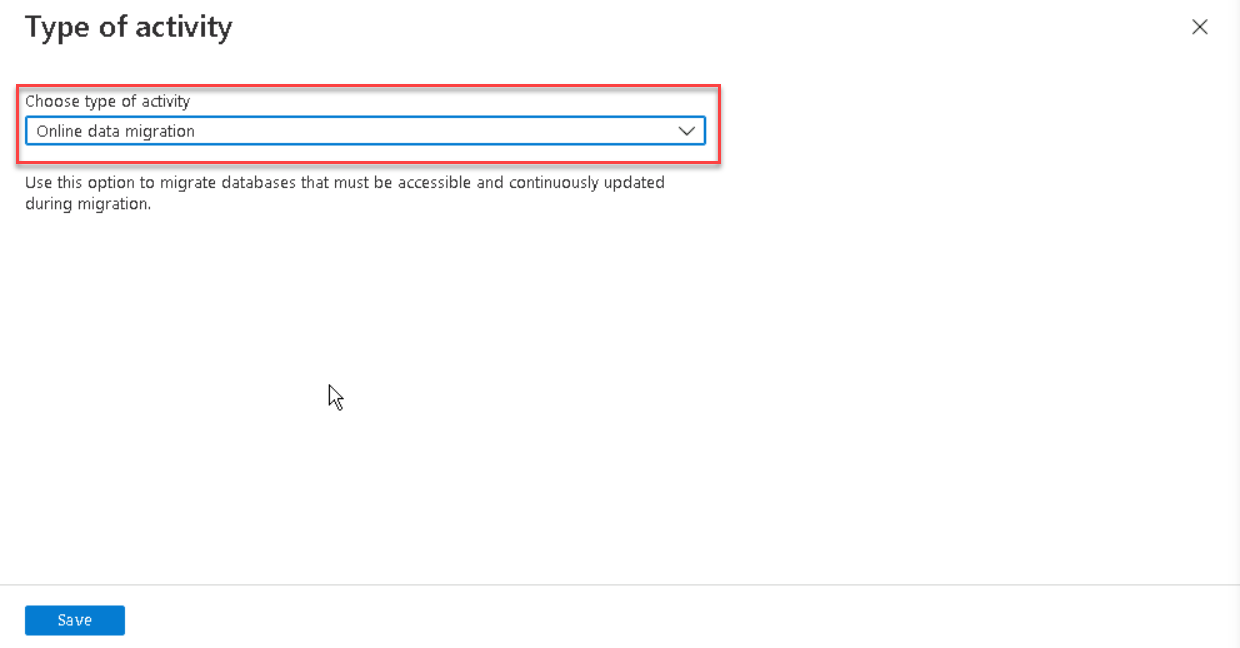 Type of activity
Choose type of activity
Online data migration
Use this option to migrate databases that must be accessible and continuously updated
during migration.
Save